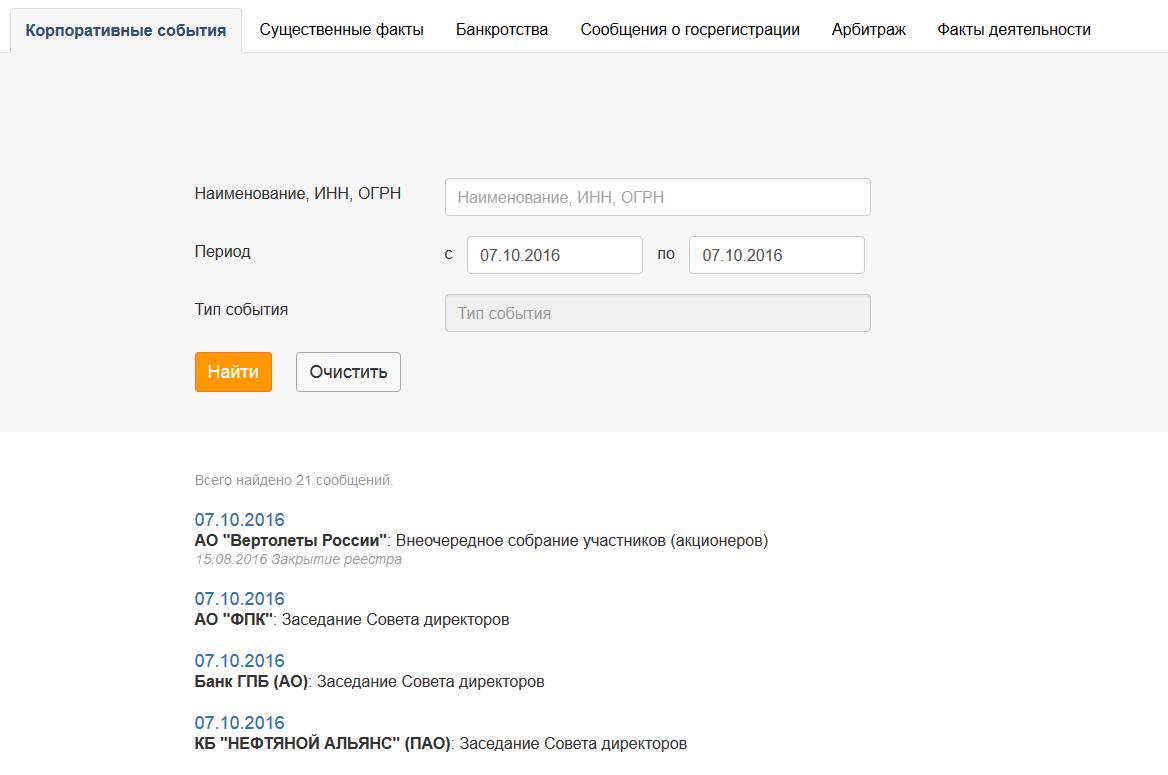 Корпоративные события Существенные факты Банкротства Сообщения о госрегистрации Арбитраж Факты деятельности
Наименование, ИНН, ОГРН Наименование, ИНН, ОГРН
Период с 07.10.2016 по 07.10.2016
Тип события Тип события
Найти Очистить
Всего найдено 21 сообщений.
07.10.2016
АО "Вертолеты России": Внеочередное собрание участников (акционеров)
15.08.2016 Закрытие реестра
07.10.2016
АО "ФПК": Заседание Совета директоров
07.10.2016
Банк ГПБ (АО): Заседание Совета директоров
07.10.2016
КБ "НЕФТЯНОЙ АЛЬЯНС" (ПАО): Заседание Совета директоров